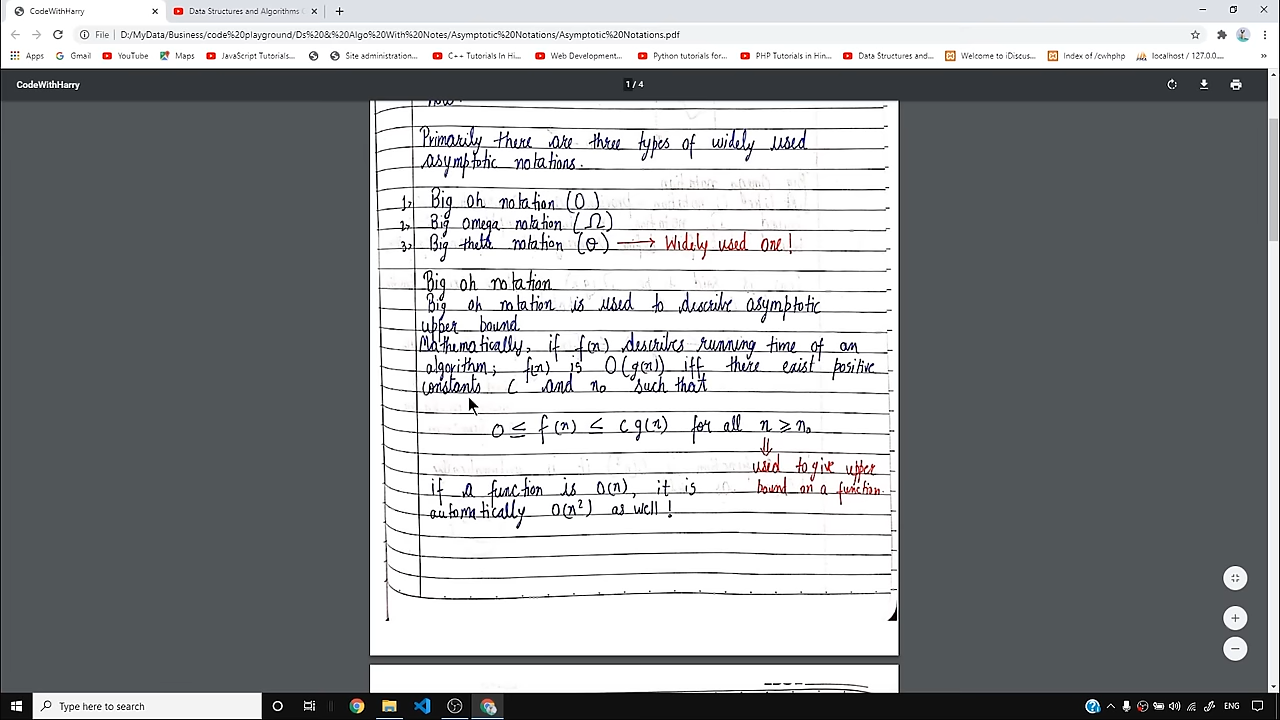 CodeWithHarry
Data Structures and Algorithms C
File
D:/MyData/Business/code%20playground/Ds%20&%20Algo%20With%20Notes/Asymptotic%20Notations/Asymptotic%20Notations.pdf
Apps Gmail YouTube Maps JavaScript Tutorials... Site administration... C++ Tutorials In Hi... Web Development... Python tutorials for... PHP Tutorials in Hin... Data Structures and... Welcome to iDiscus... Index of /cwhphp localhost / 127.0.0...
CodeWithHarry
1 / 4
Primarily there are three types of widely used
asymptotic notations.
1, Big oh notation (O)
2, Big omega notation (Ω)
3, Big theta notation (θ) → Widely used one!
Big oh notation
Big oh notation is used to describe asymptotic
upper bound.
Mathematically, if f(n) describes running time of an
algorithm; f(n) is O(g(n)) iff there exist positive
constants C and n₀ such that
0 ≤ f(n) ≤ c g(n) for all n ≥ n₀
⇓
used to give upper
bound on a function.
if a function is O(n), it is
automatically O(n²) as well!
Type here to search
ENG